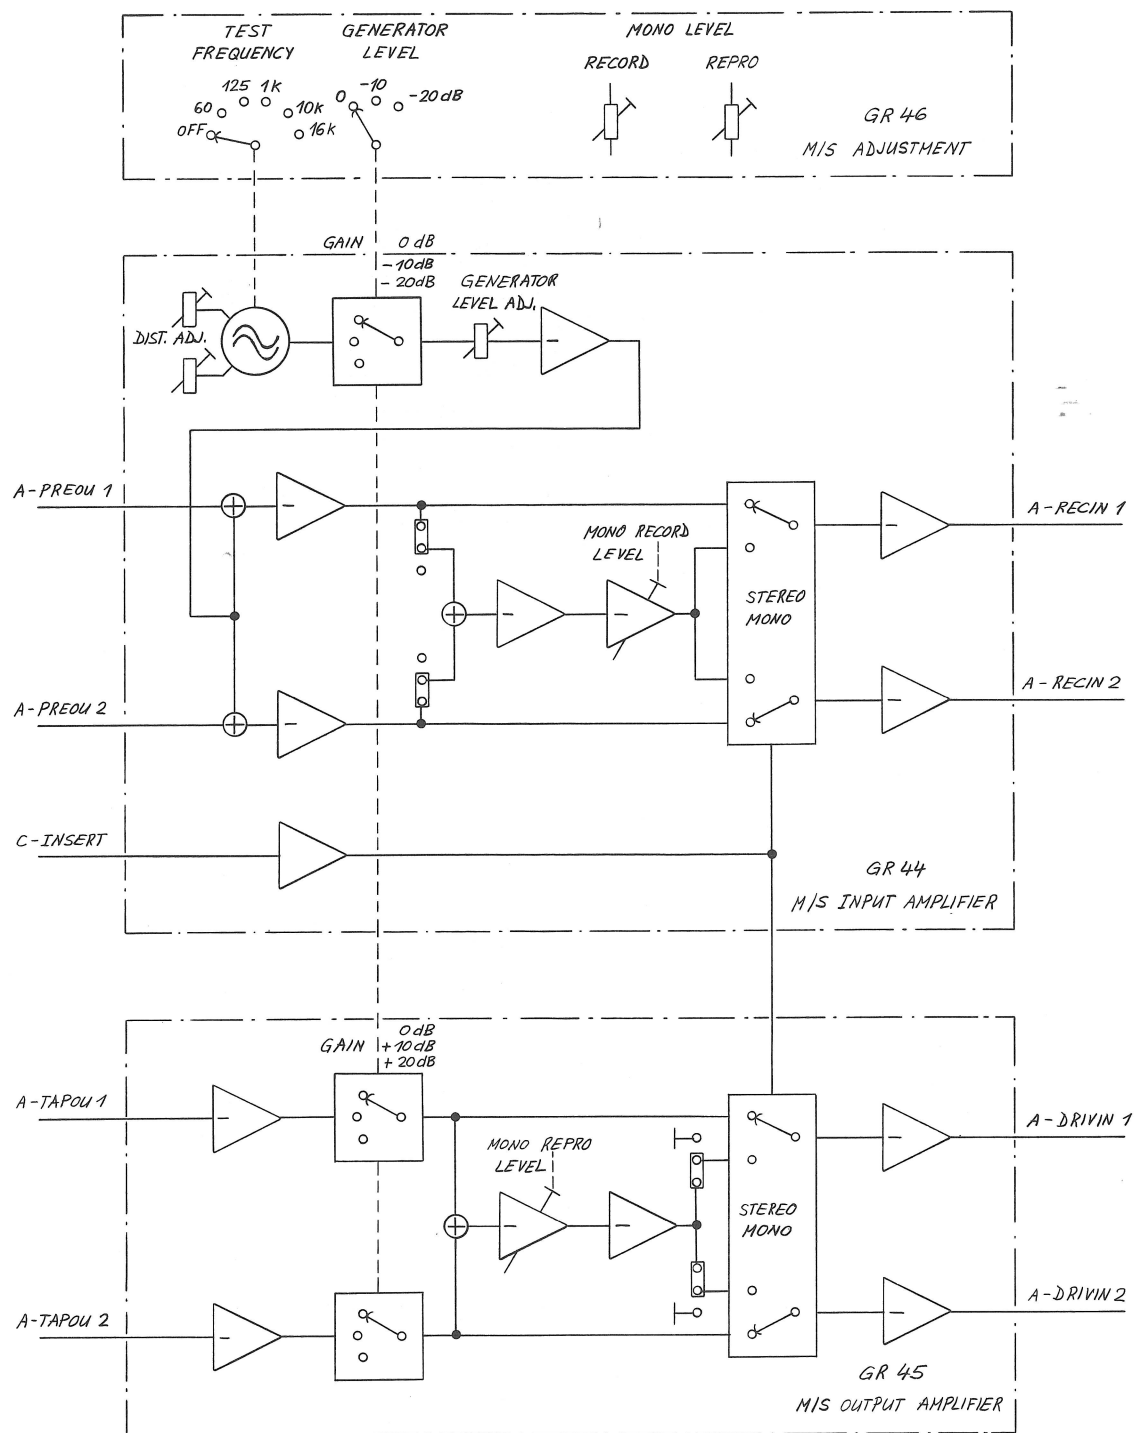 TEST
FREQUENCY
GENERATOR
LEVEL
MONO LEVEL
RECORD
REPRO
OFF
60
125
1k
10k
16k
0
-10
-20dB
GR 46
M/S ADJUSTMENT
GAIN 0 dB
-10dB
-20dB
GENERATOR
LEVEL ADJ.
DIST. ADJ.
A-PREOU 1
A-RECIN 1
MONO RECORD
LEVEL
STEREO
MONO
A-PREOU 2
A-RECIN 2
C-INSERT
GR 44
M/S INPUT AMPLIFIER
0dB
GAIN +10dB
+20dB
A-TAPOU 1
A-DRIVIN 1
MONO REPRO
LEVEL
STEREO
MONO
A-TAPOU 2
A-DRIVIN 2
GR 45
M/S OUTPUT AMPLIFIER